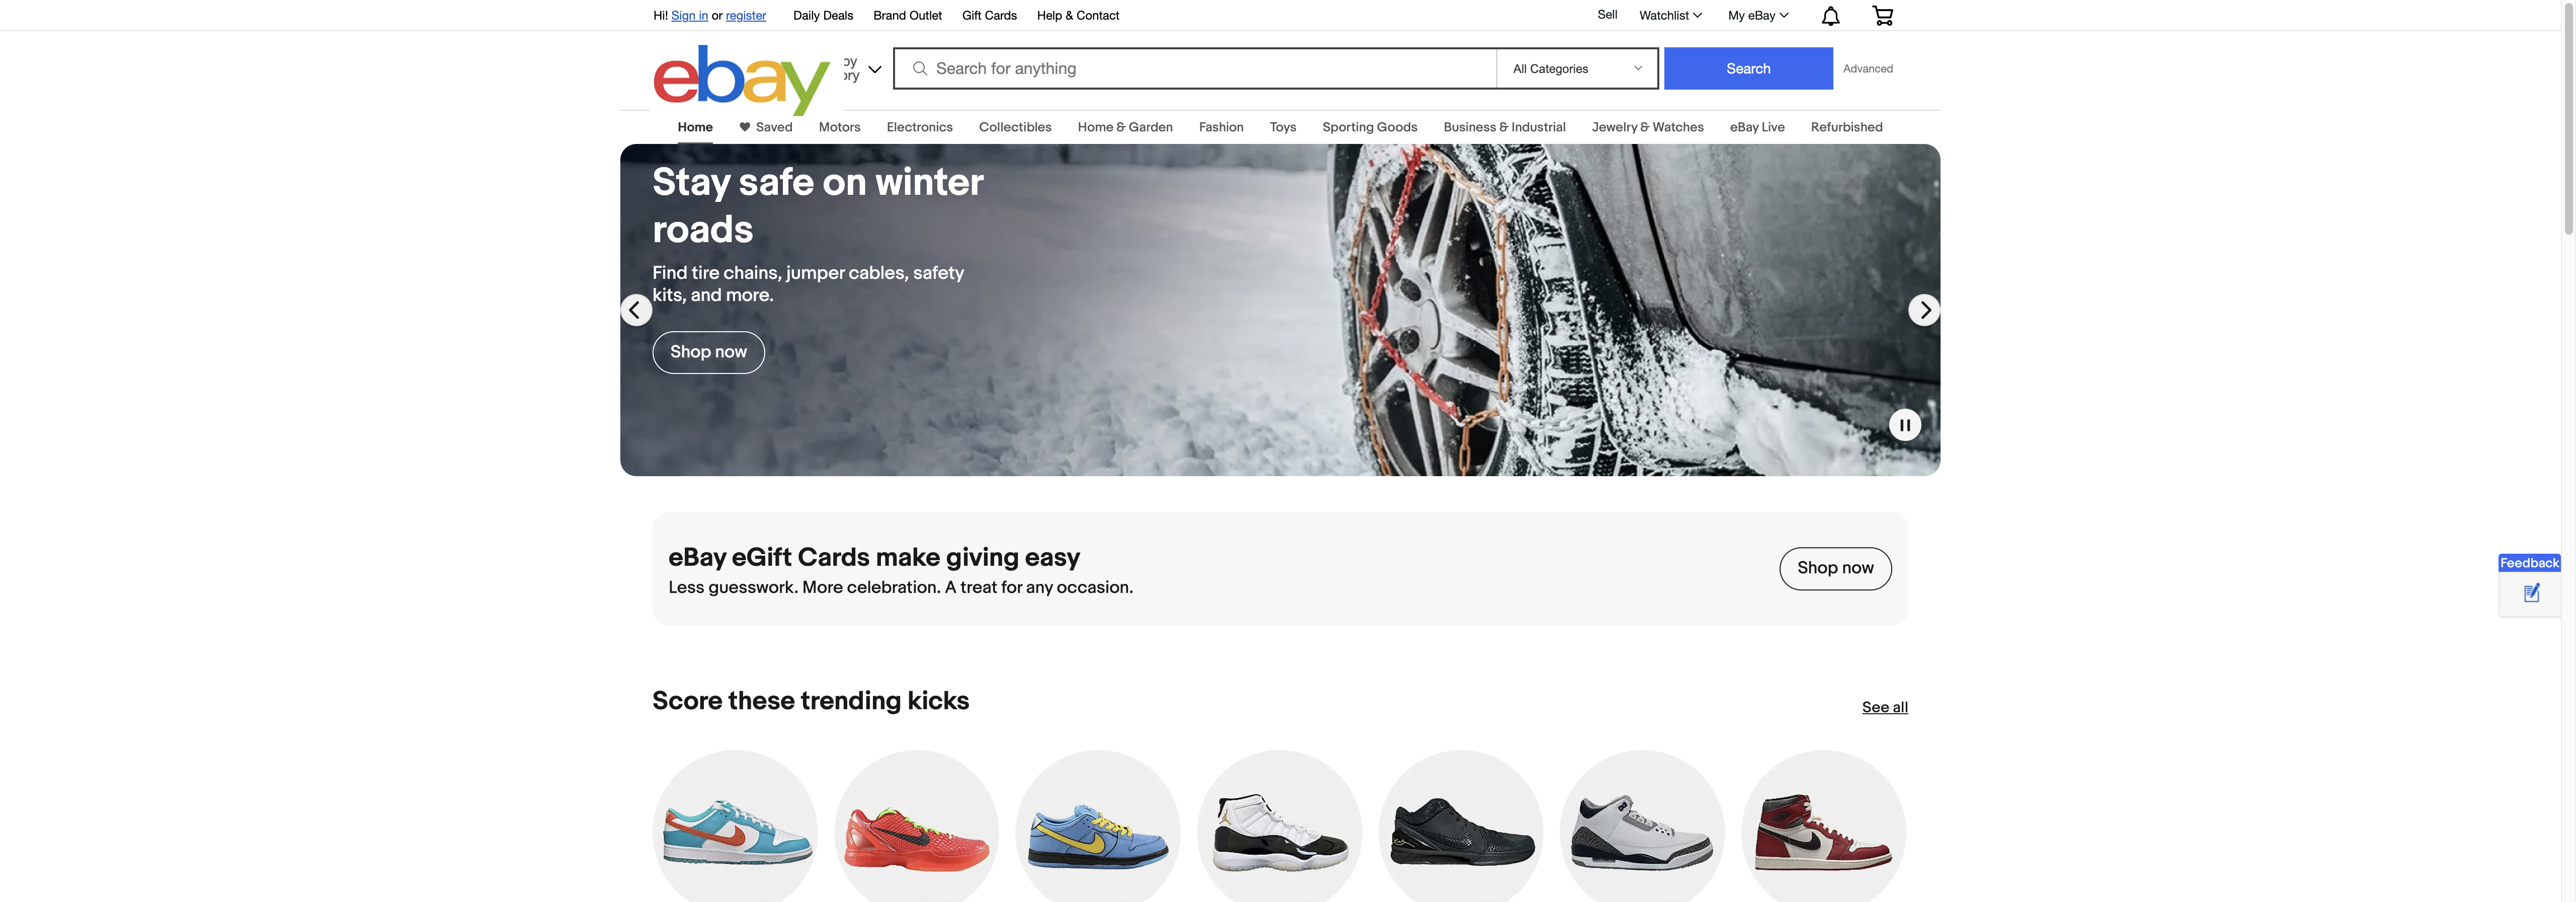 Hi! Sign in or register Daily Deals Brand Outlet Gift Cards Help & Contact Sell Watchlist My eBay
ebay
Search for anything All Categories Search Advanced
Home Saved Motors Electronics Collectibles Home & Garden Fashion Toys Sporting Goods Business & Industrial Jewelry & Watches eBay Live Refurbished
Stay safe on winter
roads
Find tire chains, jumper cables, safety
kits, and more.
Shop now
eBay eGift Cards make giving easy
Less guesswork. More celebration. A treat for any occasion.
Shop now
Feedback
Score these trending kicks
See all